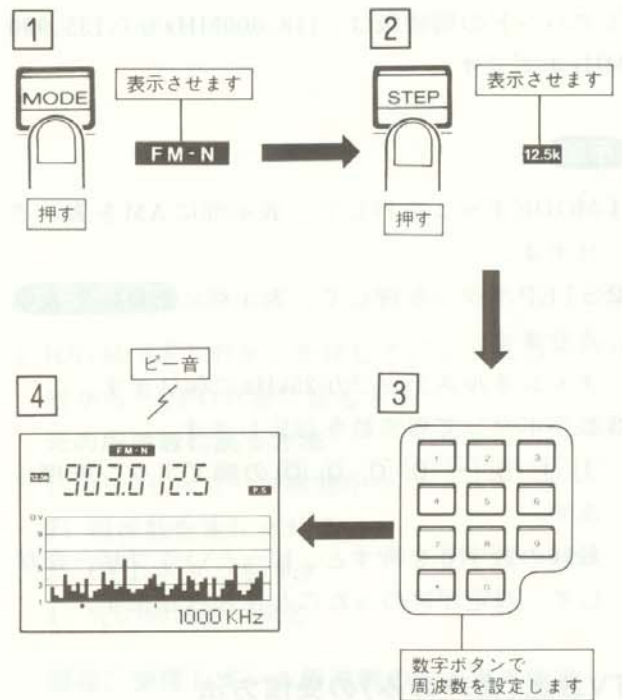 1
MODE
押す
表示させます
FM-N
2
STEP
押す
表示させます
12.5k
3
1 2 3
4 5 6
7 8 9
0
数字ボタンで
周波数を設定します
ピー音
4
FM-N
903.012.5
P.S
OV
9
1
1000 KHz